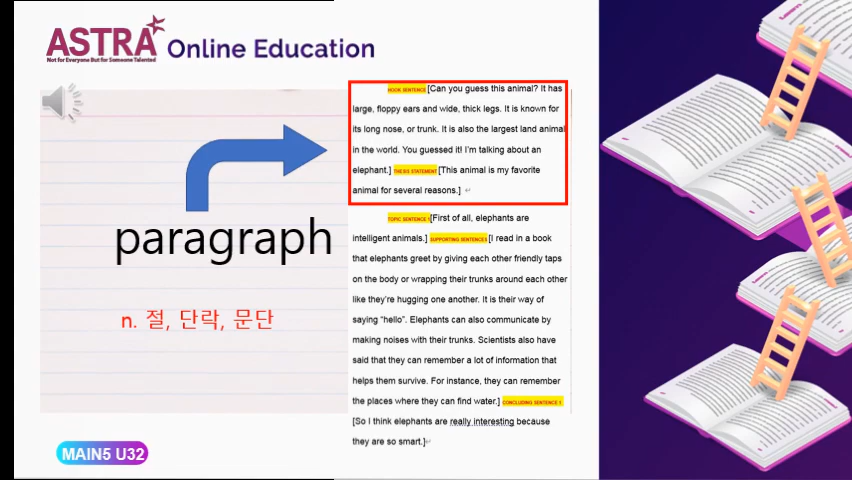 ASTRA Online Education
Not for Everyone But for Someone Talented
paragraph
n. 절, 단락, 문단
HOOK SENTENCE [Can you guess this animal? It has
large, floppy ears and wide, thick legs. It is known for
its long nose, or trunk. It is also the largest land animal
in the world. You guessed it! I'm talking about an
elephant.] THESIS STATEMENT [This animal is my favorite
animal for several reasons.]
TOPIC SENTENCE 1 [First of all, elephants are
intelligent animals.] SUPPORTING SENTENCES [I read in a book
that elephants greet by giving each other friendly taps
on the body or wrapping their trunks around each other
like they're hugging one another. It is their way of
saying “hello”. Elephants can also communicate by
making noises with their trunks. Scientists also have
said that they can remember a lot of information that
helps them survive. For instance, they can remember
the places where they can find water.] CONCLUDING SENTENCE 1
[So I think elephants are really interesting because
they are so smart.]
MAIN5 U32